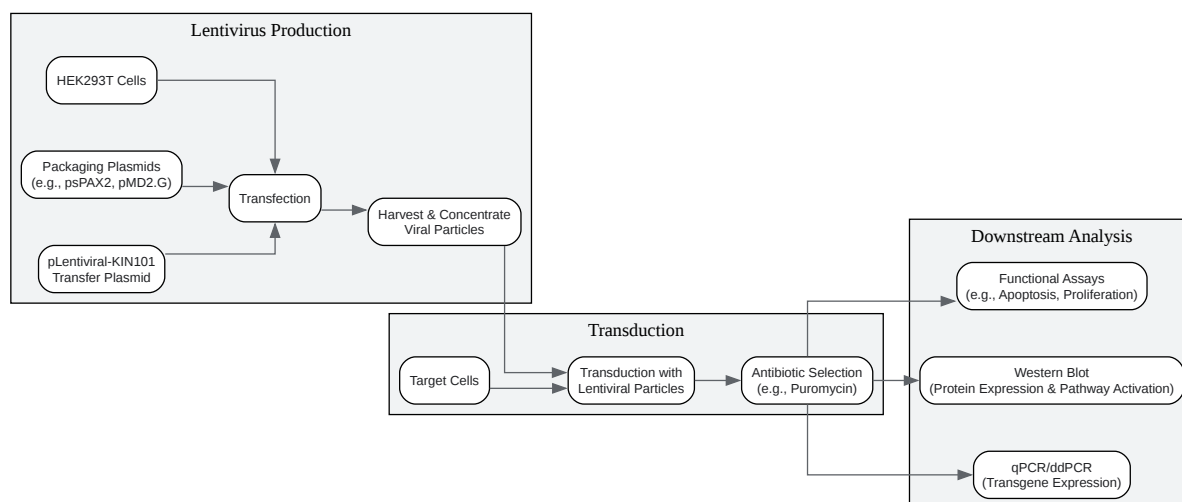 Lentivirus Production
HEK293T Cells
Packaging Plasmids
(e.g., psPAX2, pMD2.G)
Transfection
pLentiviral-KIN101
Transfer Plasmid
Harvest & Concentrate
Viral Particles
Transduction
Target Cells
Transduction with
Lentiviral Particles
Antibiotic Selection
(e.g., Puromycin)
Downstream Analysis
Functional Assays
(e.g., Apoptosis, Proliferation)
Western Blot
(Protein Expression & Pathway Activation)
qPCR/ddPCR
(Transgene Expression)